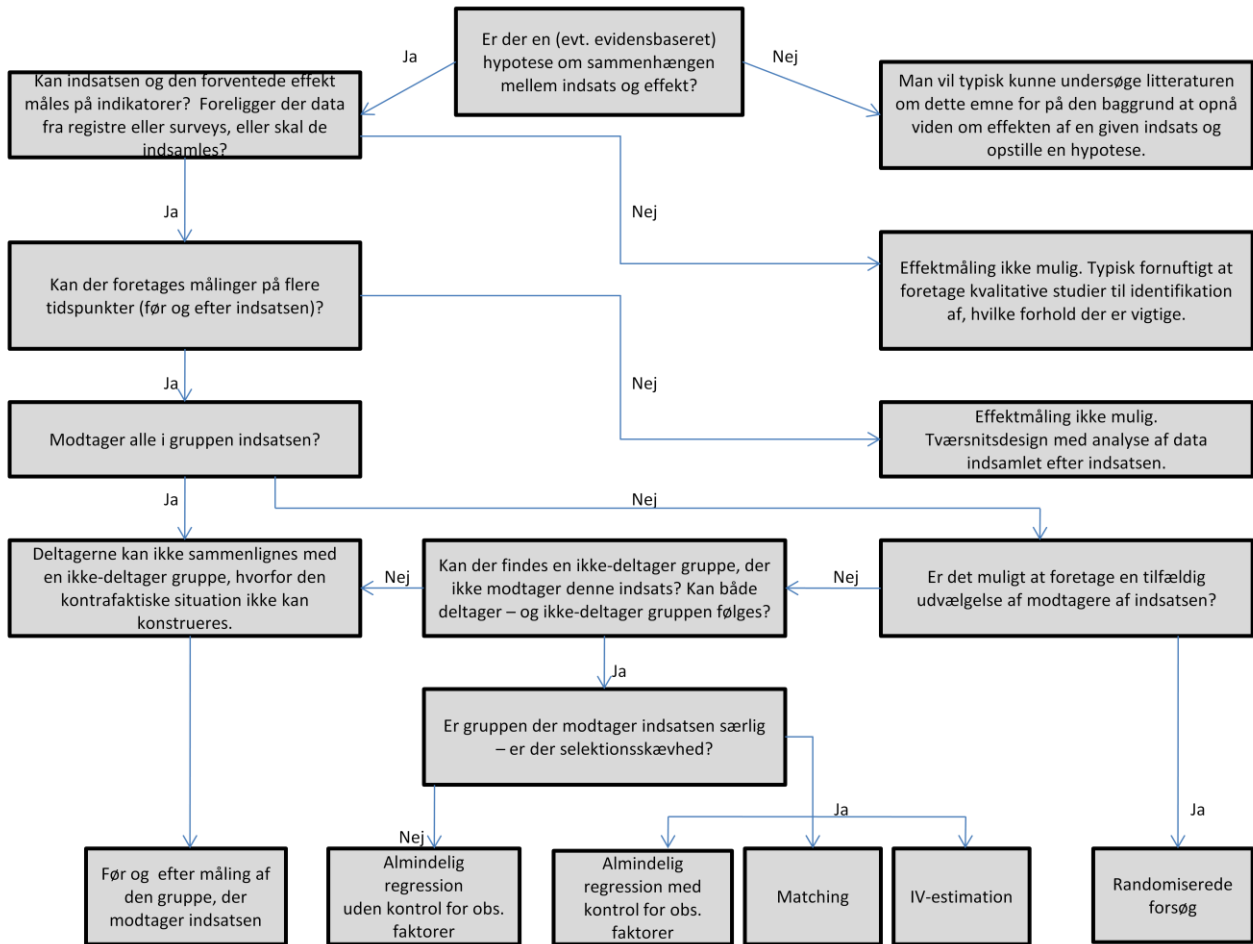 Er der en (evt. evidensbaseret)
hypotese om sammenhængen
mellem indsats og effekt?
Ja
Nej
Kan indsatsen og den forventede effekt
måles på indikatorer?  Foreligger der data
fra registre eller surveys, eller skal de
indsamles?
Man vil typisk kunne undersøge litteraturen
om dette emne for på den baggrund at opnå
viden om effekten af en given indsats og
opstille en hypotese.
Ja
Nej
Kan der foretages målinger på flere
tidspunkter (før og efter indsatsen)?
Effektmåling ikke mulig. Typisk fornuftigt at
foretage kvalitative studier til identifikation
af, hvilke forhold der er vigtige.
Ja
Nej
Modtager alle i gruppen indsatsen?
Effektmåling ikke mulig.
Tværsnitsdesign med analyse af data
indsamlet efter indsatsen.
Ja
Nej
Deltagerne kan ikke sammenlignes med
en ikke-deltager gruppe, hvorfor den
kontrafaktiske situation ikke kan
konstrueres.
Nej
Kan der findes en ikke-deltager gruppe, der
ikke modtager denne indsats? Kan både
deltager – og ikke-deltager gruppen følges?
Nej
Er det muligt at foretage en tilfældig
udvælgelse af modtagere af indsatsen?
Ja
Er gruppen der modtager indsatsen særlig
– er der selektionsskævhed?
Nej
Ja
Ja
Før og  efter måling af
den gruppe, der
modtager indsatsen
Almindelig
regression
uden kontrol for obs.
faktorer
Almindelig
regression med
kontrol for obs.
faktorer
Matching
IV-estimation
Randomiserede
forsøg